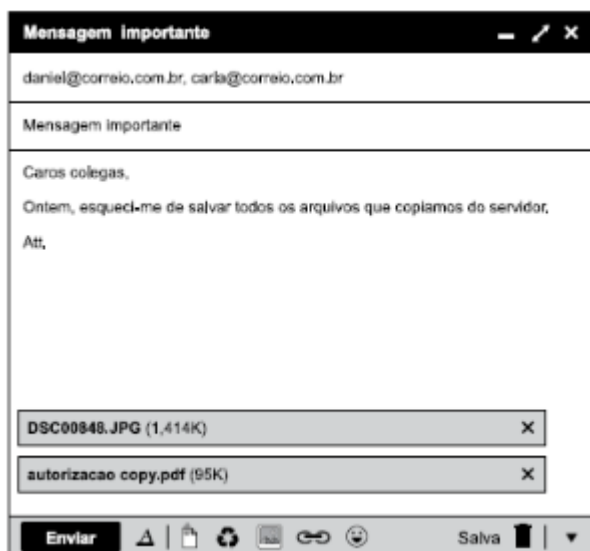 Mensagem importante
daniel@correio.com.br, carla@correio.com.br
Mensagem importante
Caros colegas,
Ontem, esqueci-me de salvar todos os arquivos que copiamos do servidor.
Att,
DSC00848.JPG (1,414K)
autorizacao copy.pdf (95K)
Enviar A Salva